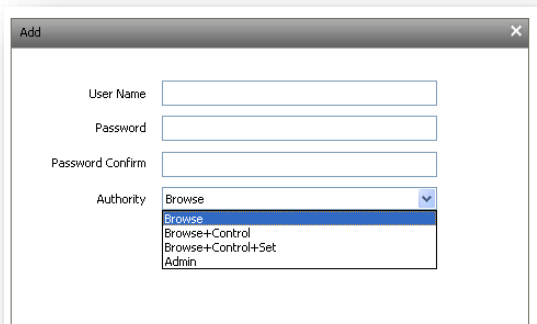 Add
User Name
Password
Password Confirm
Authority Browse
Browse
Browse+Control
Browse+Control+Set
Admin